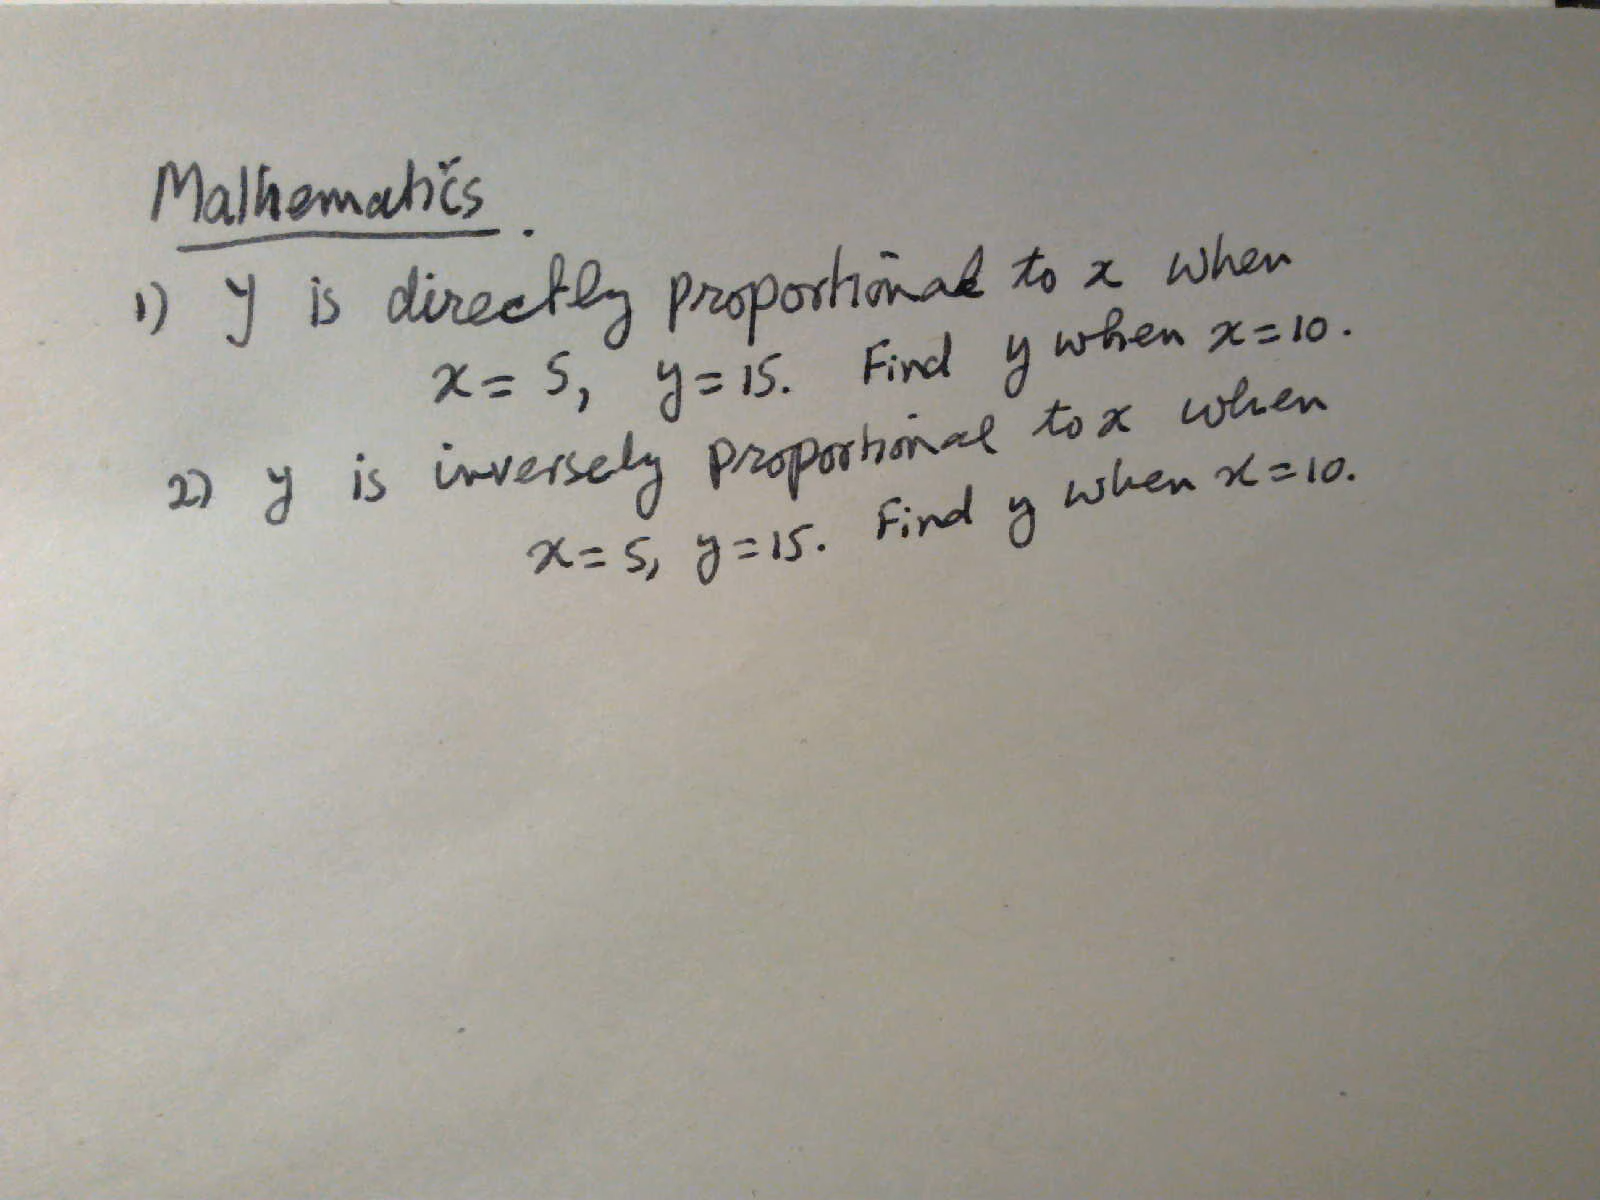 Mathematics.
1) y is directly proportional to x when
x = 5, y = 15. Find y when x = 10.
2) y is inversely proportional to x when
x = 5, y = 15. Find y when x = 10.